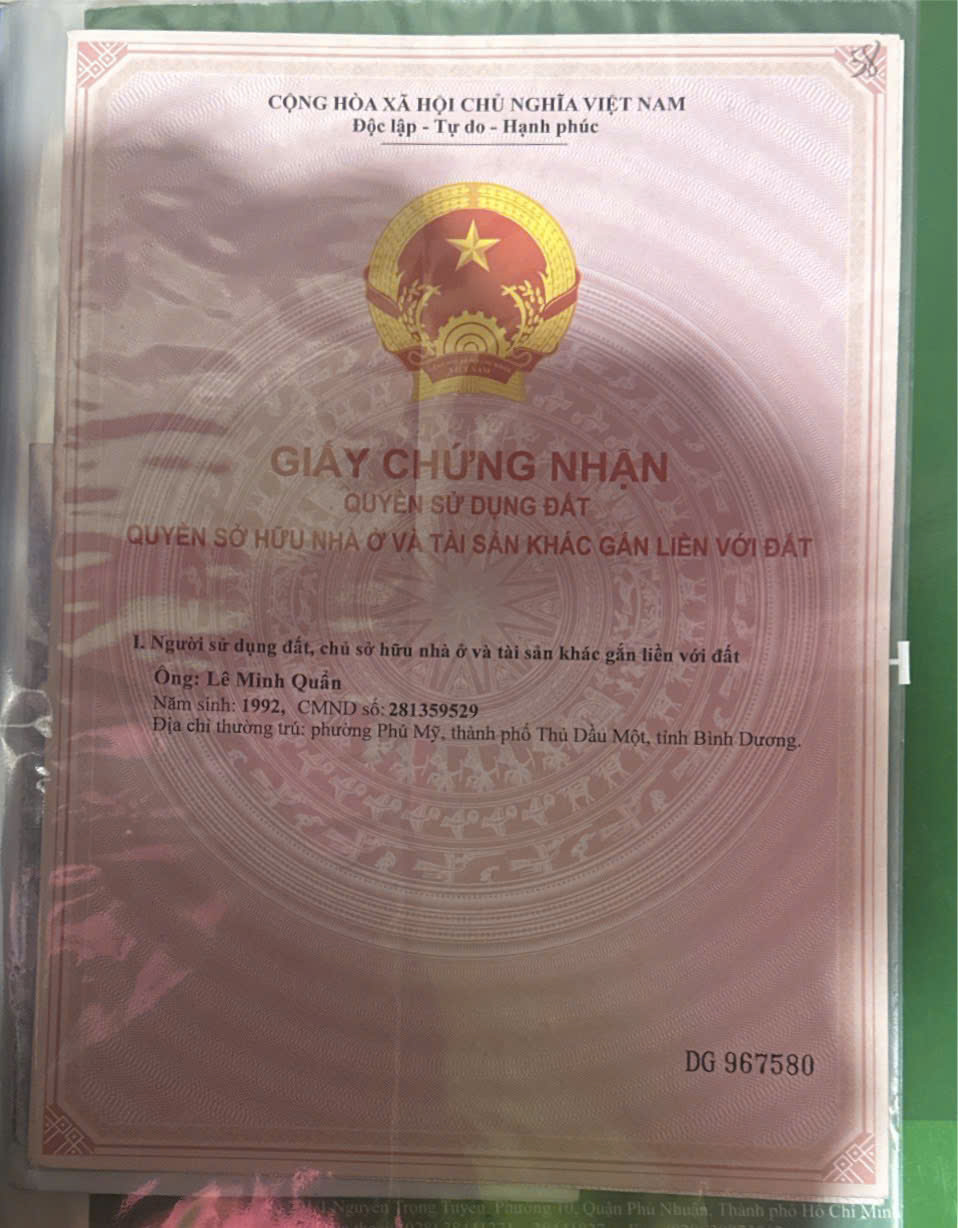 58
CỘNG HÒA XÃ HỘI CHỦ NGHĨA VIỆT NAM
Độc lập - Tự do - Hạnh phúc
VIỆT NAM
GIẤY CHỨNG NHẬN
QUYỀN SỬ DỤNG ĐẤT
QUYỀN SỞ HỮU NHÀ Ở VÀ TÀI SẢN KHÁC GẮN LIỀN VỚI ĐẤT
I. Người sử dụng đất, chủ sở hữu nhà ở và tài sản khác gắn liền với đất
Ông: Lê Minh Quẩn
Năm sinh: 1992, CMND số: 281359529
Địa chỉ thường trú: phường Phú Mỹ, thành phố Thủ Dầu Một, tỉnh Bình Dương.
DG 967580
Nguyễn Trọng Tuyển, Phường 10, Quận Phú Nhuận, Thành phố Hồ Chí Min